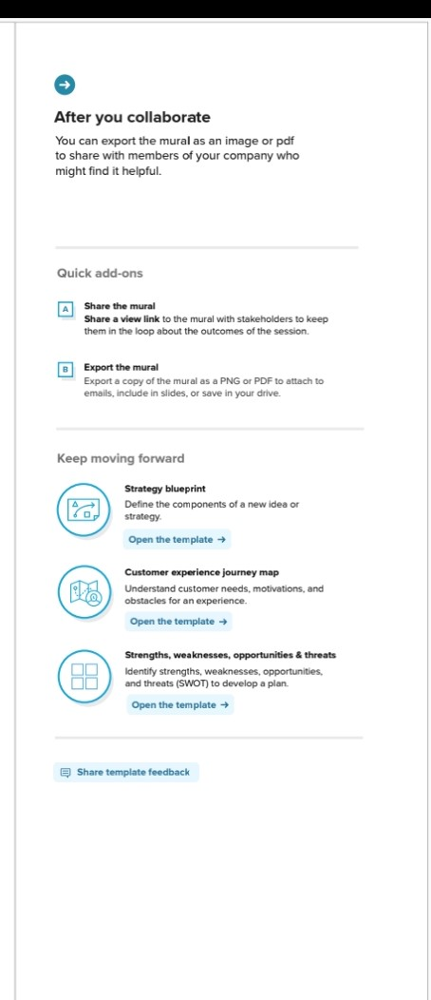 After you collaborate
You can export the mural as an image or pdf
to share with members of your company who
might find it helpful.
Quick add-ons
A
Share the mural
Share a view link to the mural with stakeholders to keep
them in the loop about the outcomes of the session.
B
Export the mural
Export a copy of the mural as a PNG or PDF to attach to
emails, include in slides, or save in your drive.
Keep moving forward
Strategy blueprint
Define the components of a new idea or
strategy.
Open the template →
Customer experience journey map
Understand customer needs, motivations, and
obstacles for an experience.
Open the template →
Strengths, weaknesses, opportunities & threats
Identify strengths, weaknesses, opportunities,
and threats (SWOT) to develop a plan.
Open the template →
Share template feedback